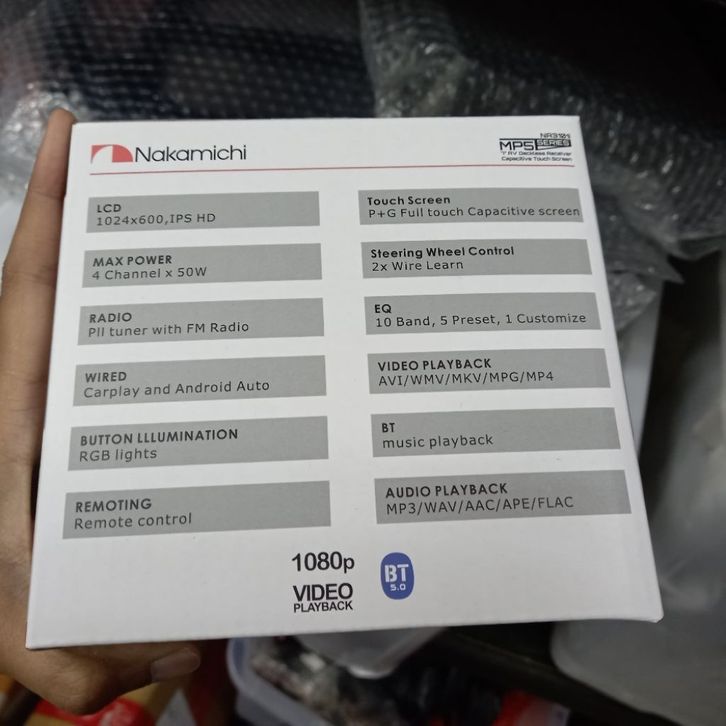 Nakamichi
NR3101
MP5 SERIES
7" RV Deckless Receiver
Capacitive Touch Screen
LCD
1024x600,IPS HD
MAX POWER
4 Channel x 50W
RADIO
Pll tuner with FM Radio
WIRED
Carplay and Android Auto
BUTTON LLLUMINATION
RGB lights
REMOTING
Remote control
Touch Screen
P+G Full touch Capacitive screen
Steering Wheel Control
2x Wire Learn
EQ
10 Band, 5 Preset, 1 Customize
VIDEO PLAYBACK
AVI/WMV/MKV/MPG/MP4
BT
music playback
AUDIO PLAYBACK
MP3/WAV/AAC/APE/FLAC
1080p
VIDEO
PLAYBACK
BT
5.0